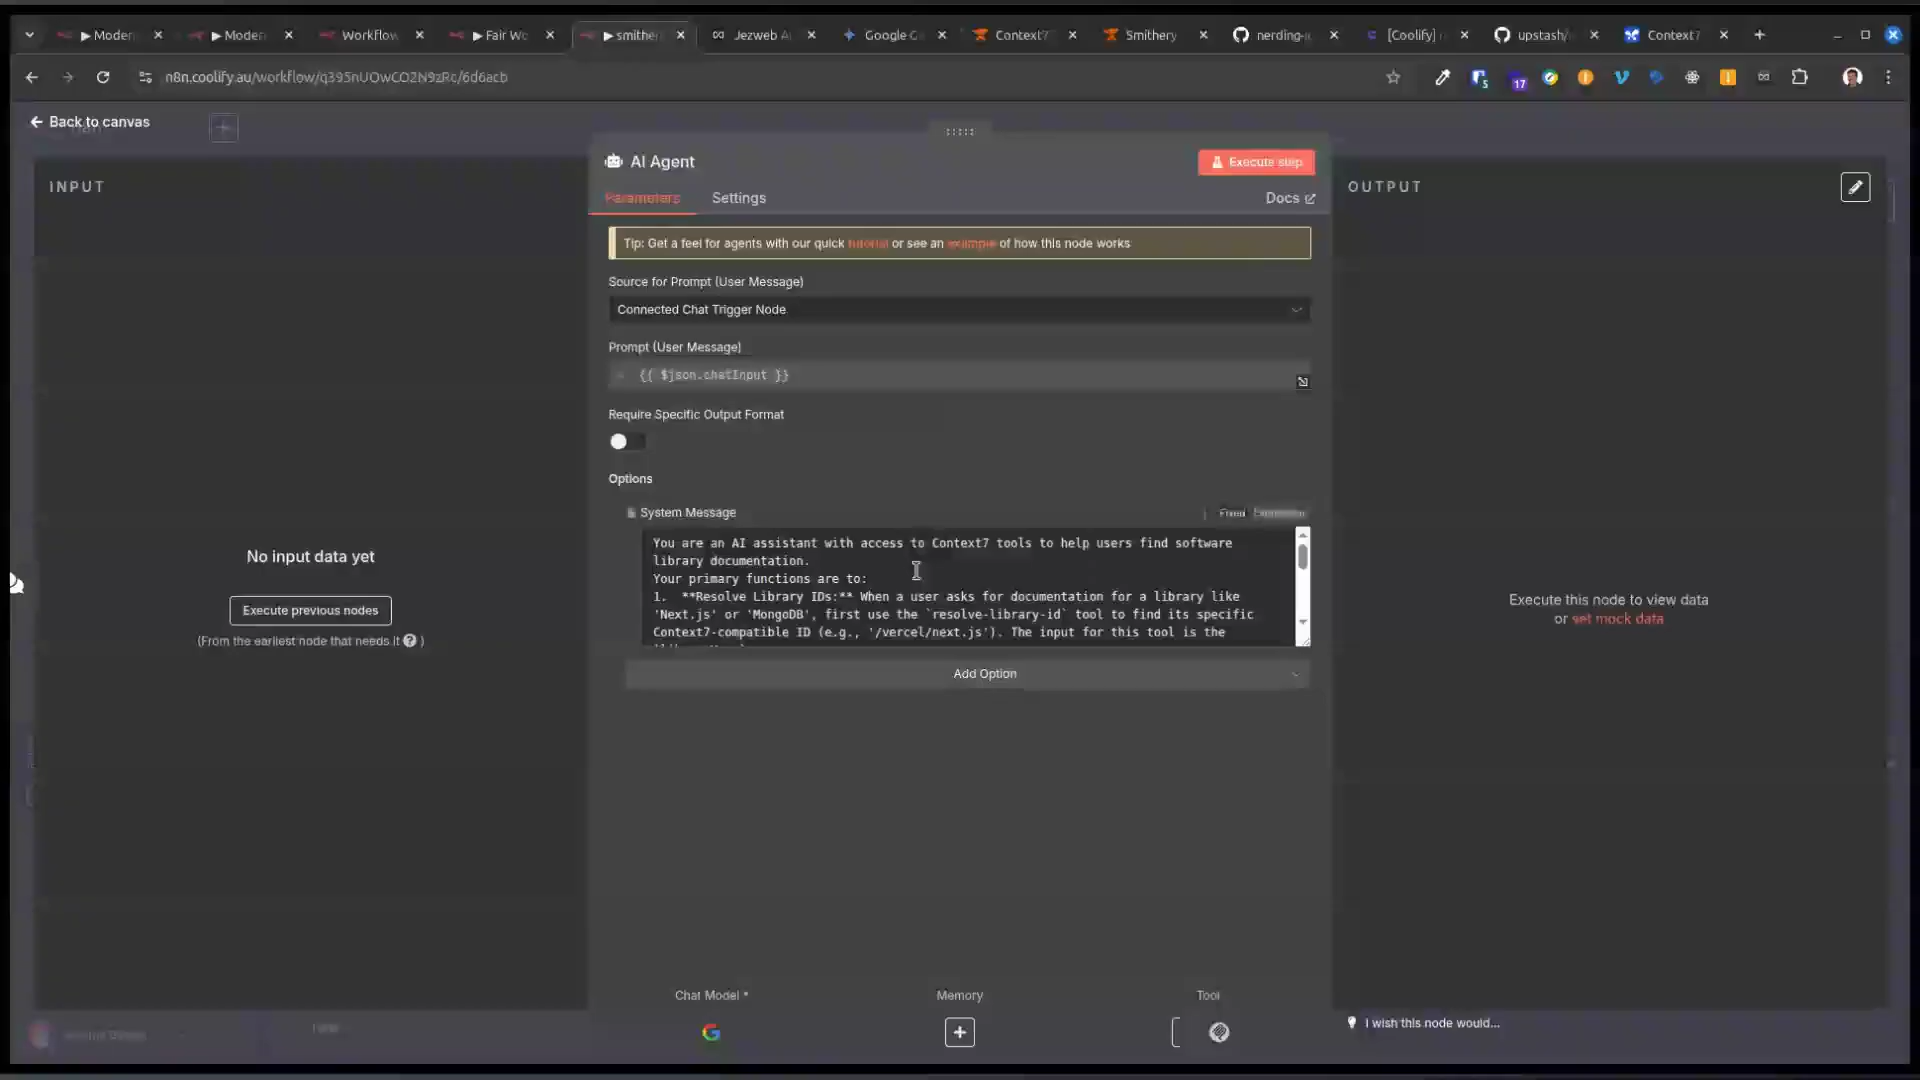 ▶ Moder
▶ Moder
Workflow
▶ Fair Wo
▶ smither
Jezweb A
Google C
Context7
Smithery
nerding-
[Coolify]
upstash/
Context7
n8n.coolify.au/workflow/q395nUOwCO2N9zRc/6d6acb
17
Back to canvas
INPUT
AI Agent
Execute step
OUTPUT
Parameters
Settings
Docs
Tip: Get a feel for agents with our quick tutorial or see an example of how this node works
Source for Prompt (User Message)
Connected Chat Trigger Node
Prompt (User Message)
{{ $json.chatInput }}
Require Specific Output Format
Options
System Message
Fixed Expression
You are an AI assistant with access to Context7 tools to help users find software
library documentation.
Your primary functions are to:
1. **Resolve Library IDs:** When a user asks for documentation for a library like
'Next.js' or 'MongoDB', first use the `resolve-library-id` tool to find its specific
Context7-compatible ID (e.g., '/vercel/next.js'). The input for this tool is the
Add Option
No input data yet
Execute previous nodes
(From the earliest node that needs it ? )
Execute this node to view data
or set mock data
Chat Model *
Memory
Tool
I wish this node would...